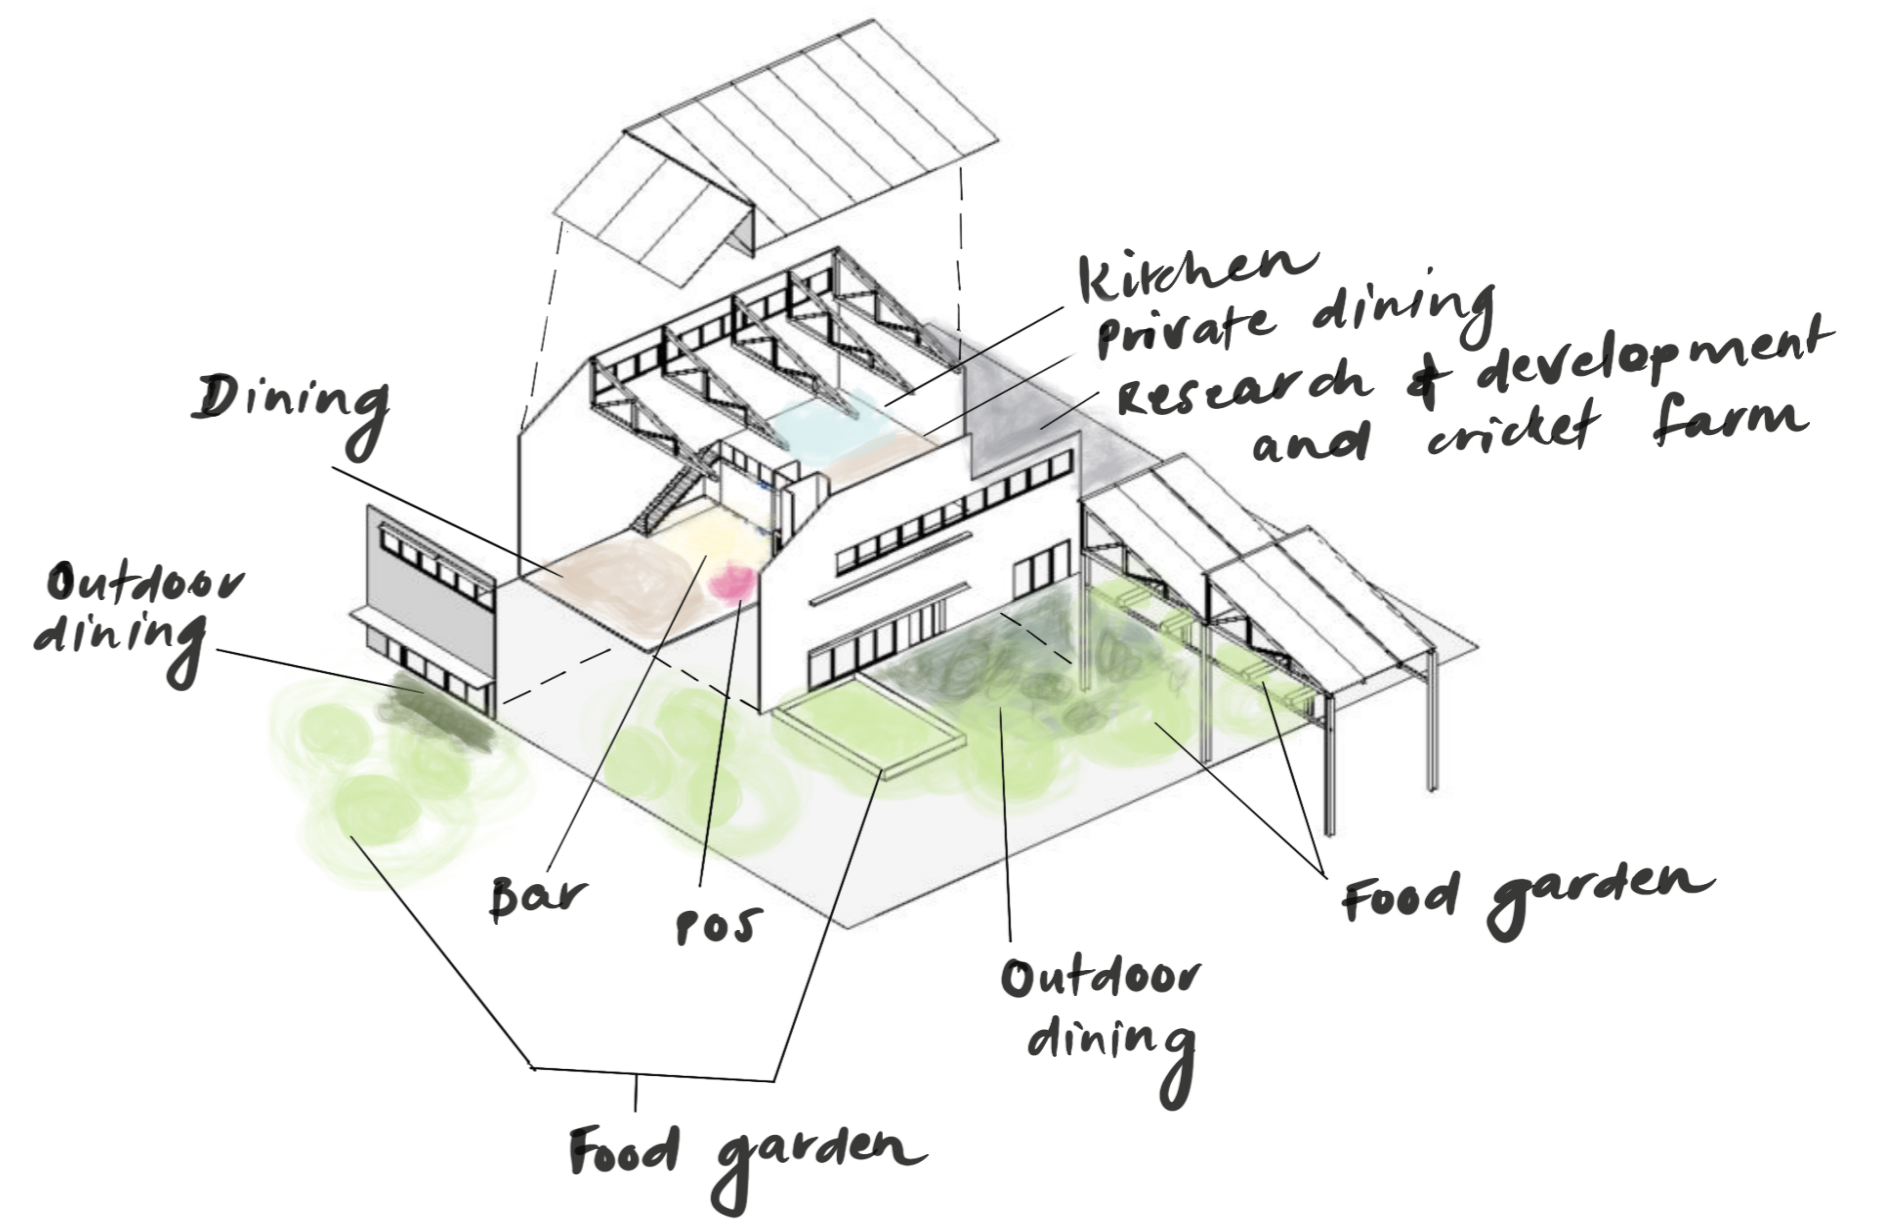 Kitchen
Private dining
Research & development
and cricket farm
Dining
Outdoor
dining
Bar
POS
Food garden
Outdoor
dining
Food garden